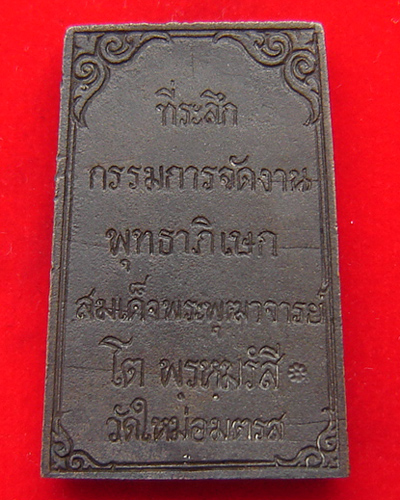 ที่ระลึก
กรรมการจัดงาน
พุทธาภิเษก
สมเด็จพระพุฒาจารย์
โต พฺรหฺมรํสี
วัดใหม่อมตรส